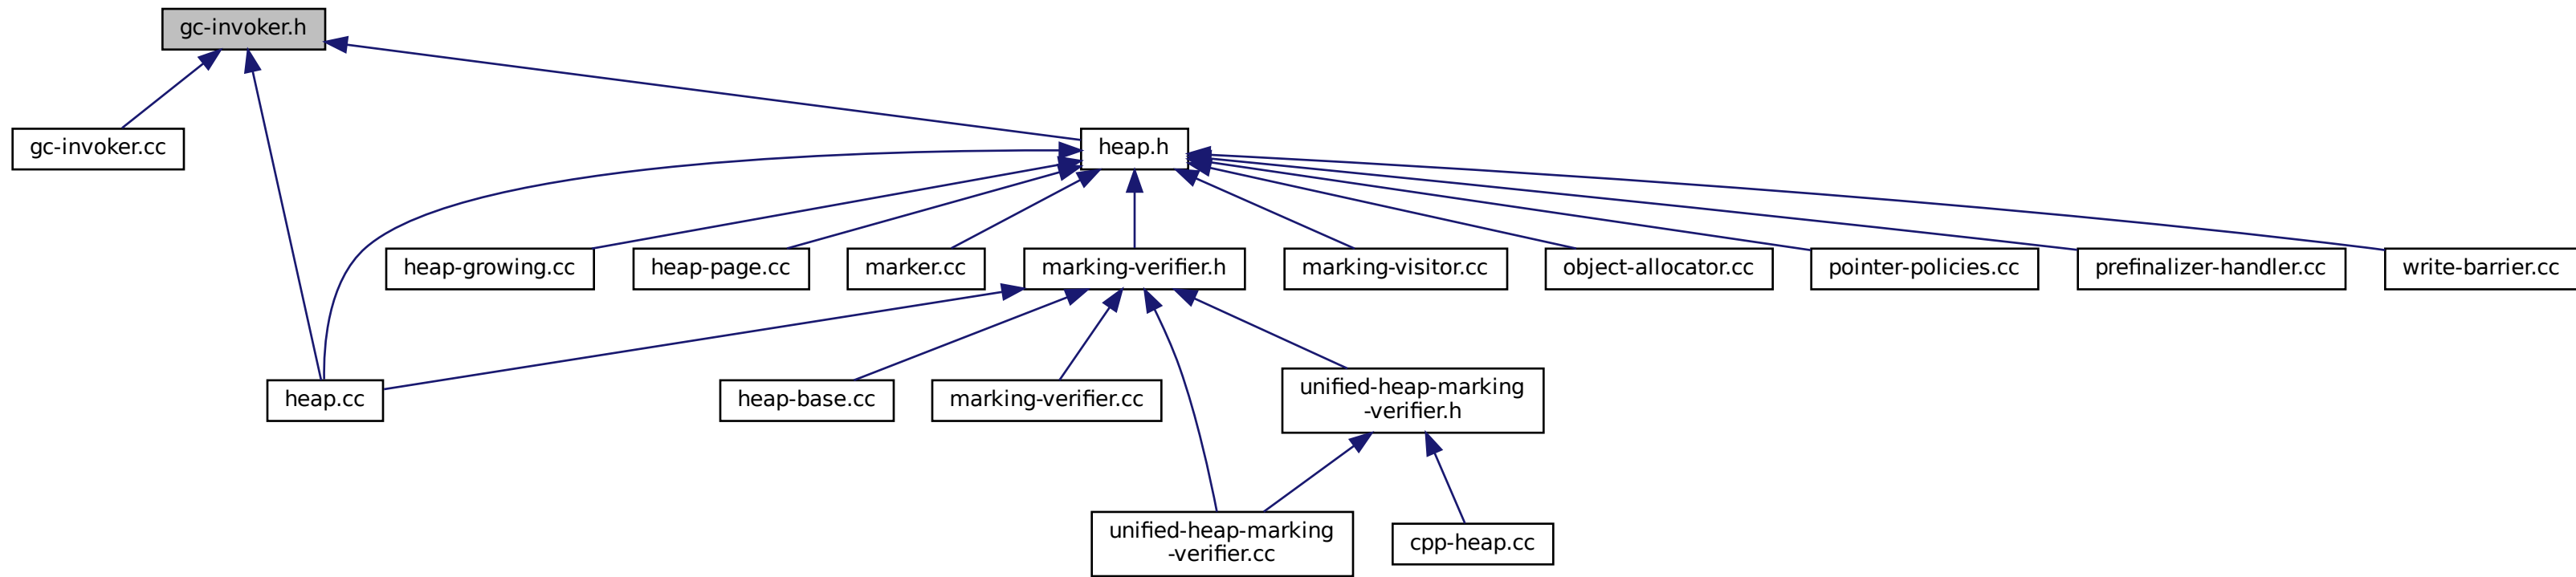 gc-invoker.h
gc-invoker.cc
heap.h
heap-growing.cc
heap-page.cc
marker.cc
marking-verifier.h
marking-visitor.cc
object-allocator.cc
pointer-policies.cc
prefinalizer-handler.cc
write-barrier.cc
heap.cc
heap-base.cc
marking-verifier.cc
unified-heap-marking
-verifier.h
unified-heap-marking
-verifier.cc
cpp-heap.cc